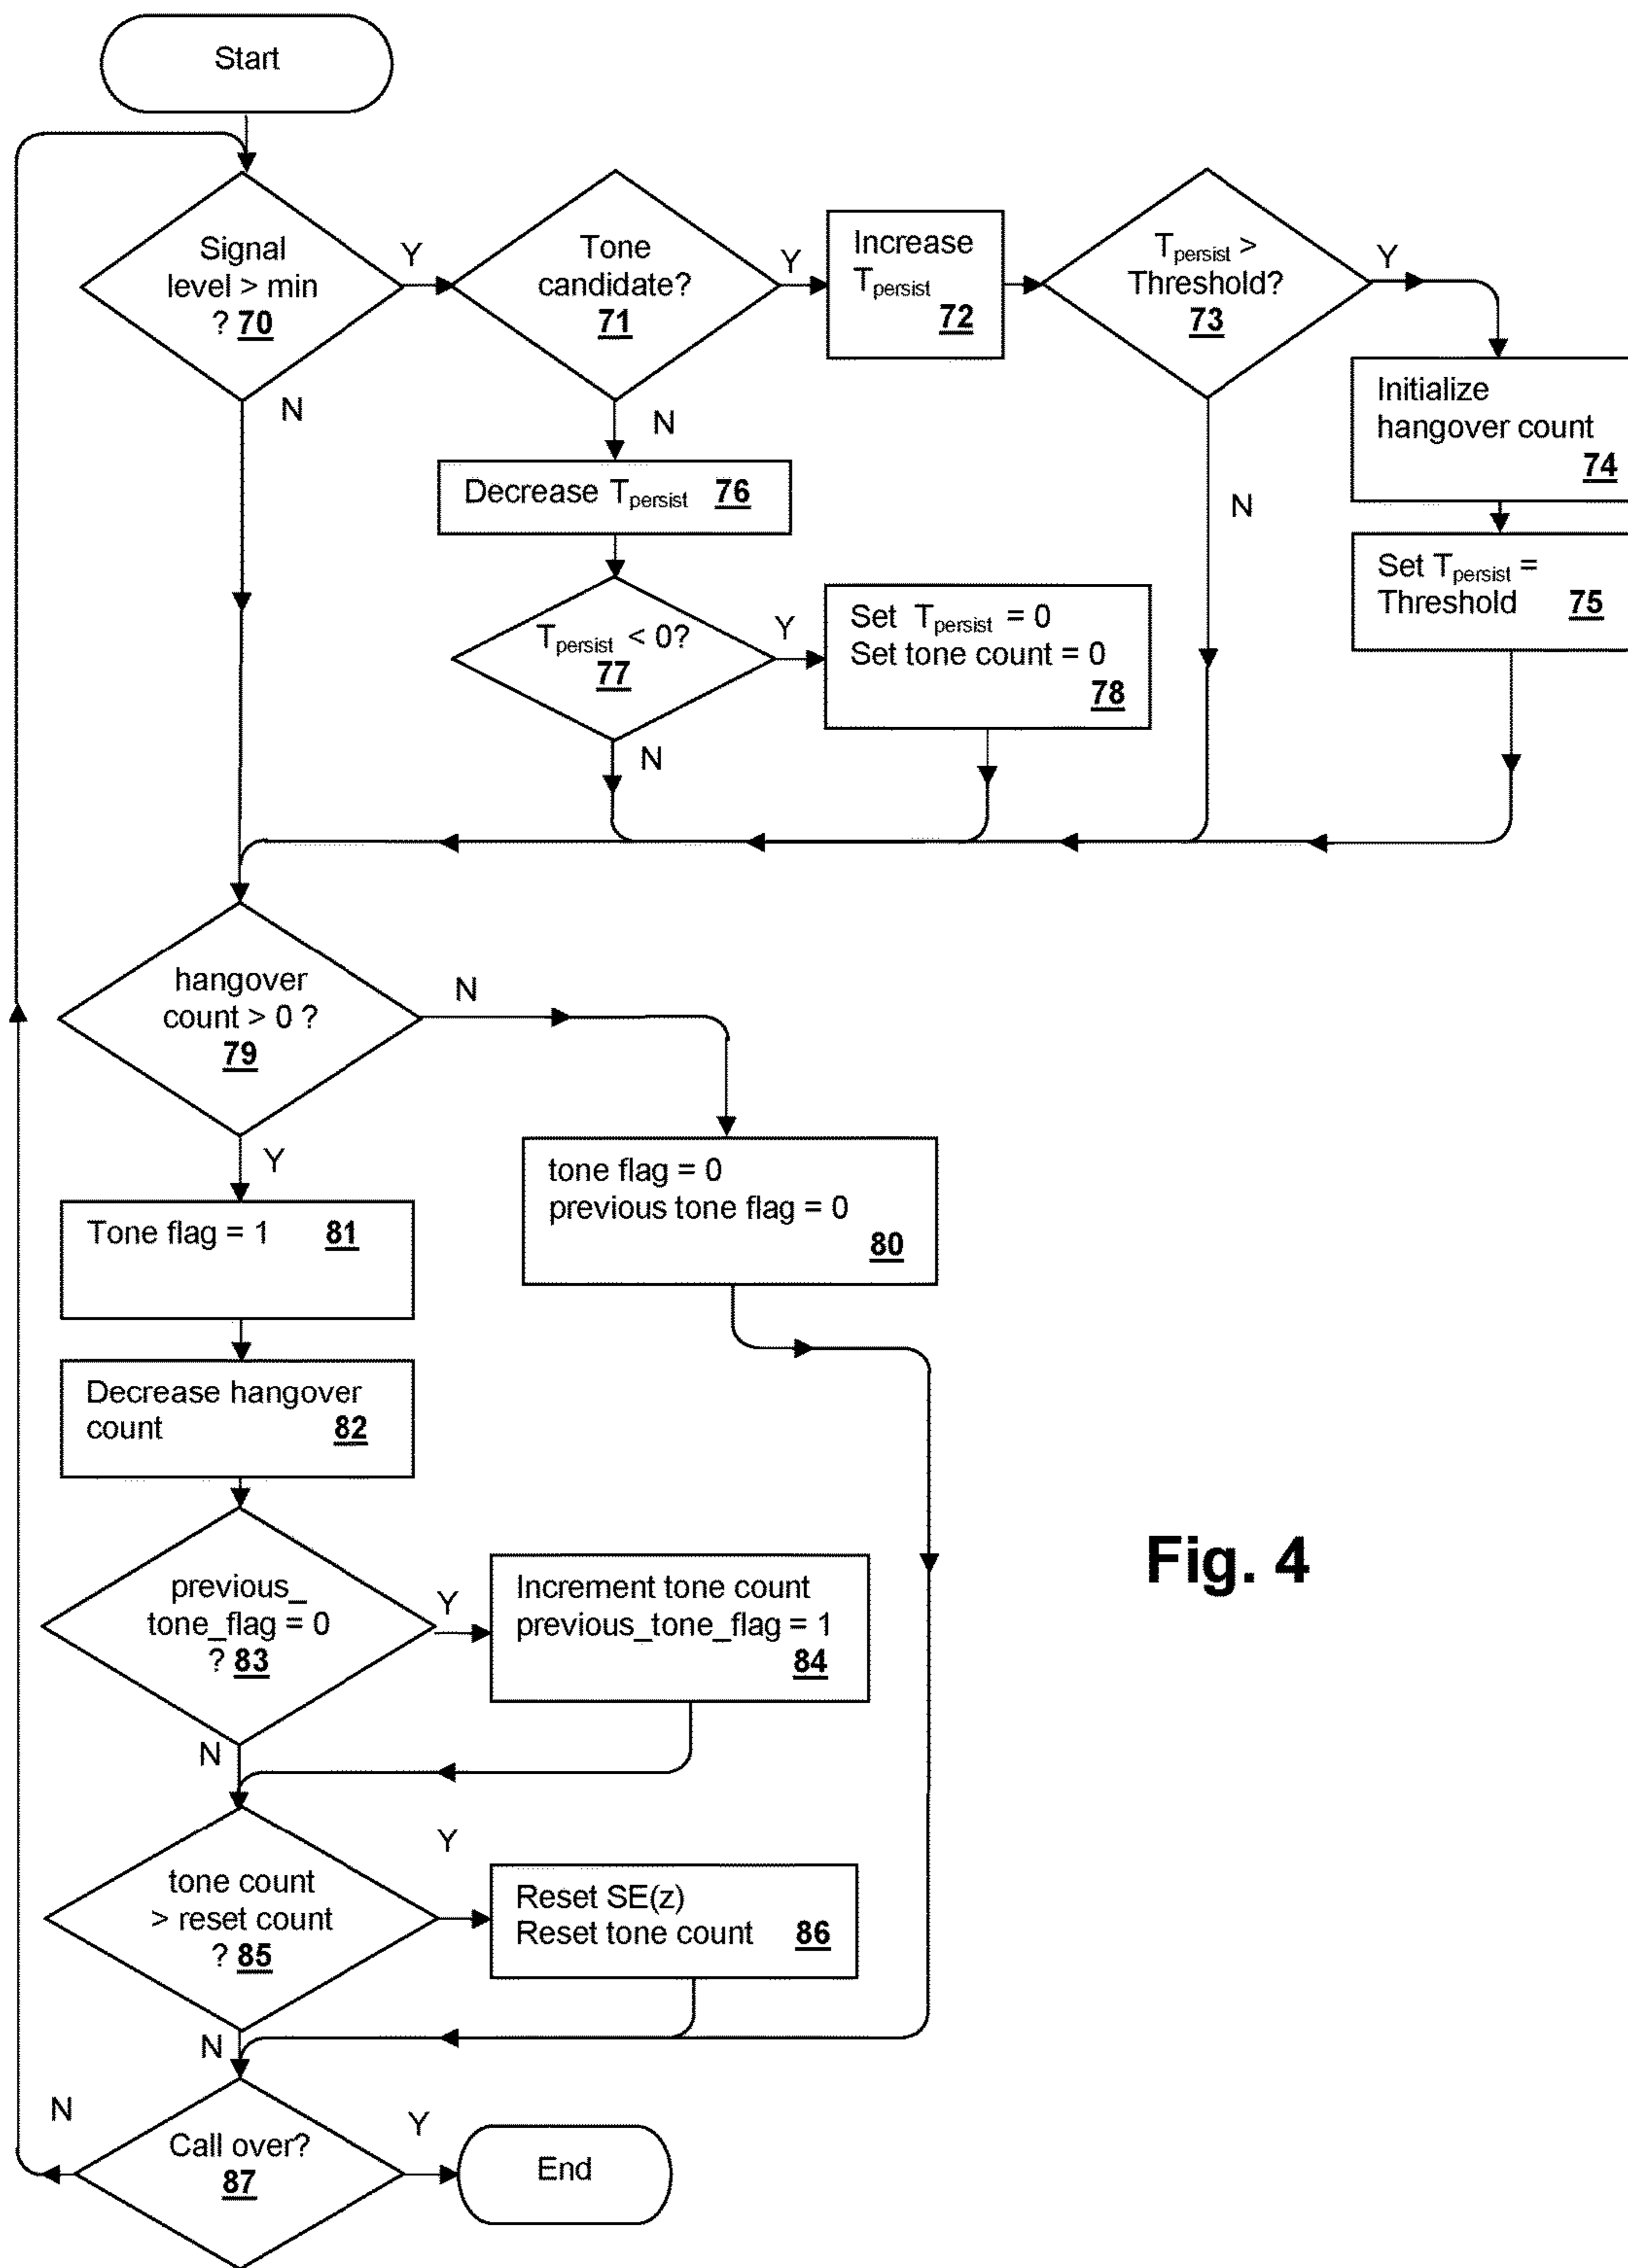 Start
Signal
level > min
? 70
Y
N
Tone
candidate?
71
Y
N
Increase
Tpersist
72
Tpersist >
Threshold?
73
Y
N
Initialize
hangover count
74
Set Tpersist =
Threshold 75
Decrease Tpersist 76
Tpersist < 0?
77
Y
N
Set Tpersist = 0
Set tone count = 0
78
hangover
count > 0 ?
79
N
Y
tone flag = 0
previous tone flag = 0
80
Tone flag = 1 81
Decrease hangover
count 82
previous_
tone_flag = 0
? 83
Y
N
Increment tone count
previous_tone_flag = 1
84
Fig. 4
tone count
> reset count
? 85
Y
N
Reset SE(z)
Reset tone count 86
Call over?
87
N
Y
End